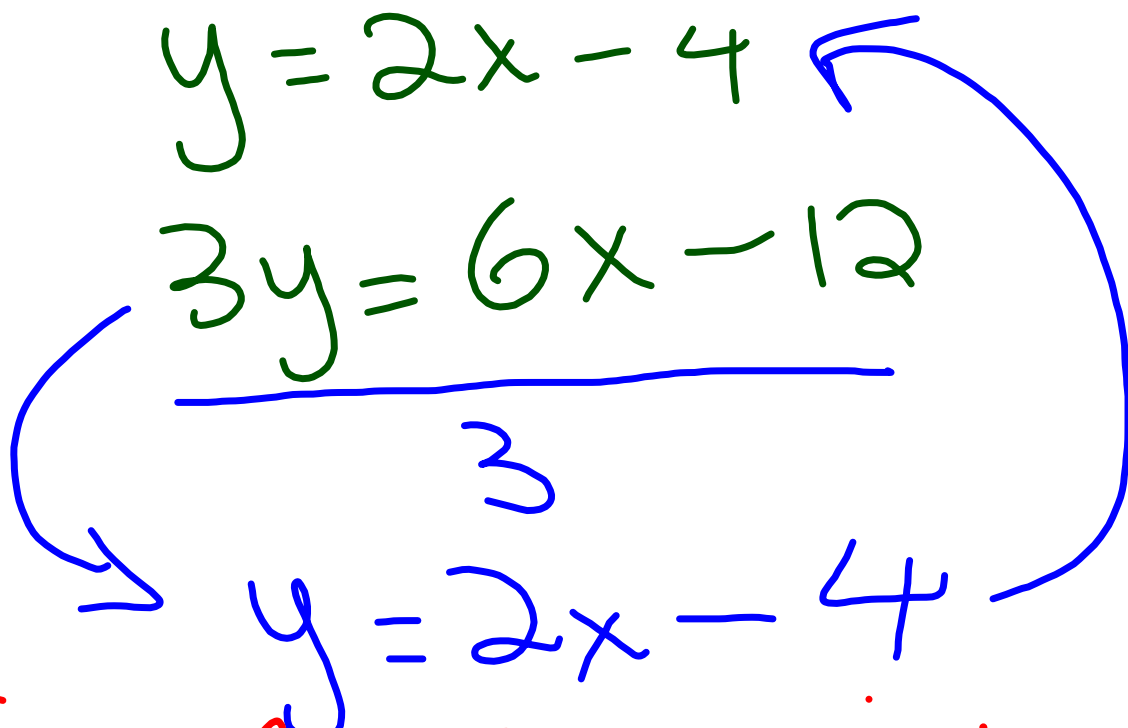 y = 2x - 4
3y = 6x - 12
3
y = 2x - 4